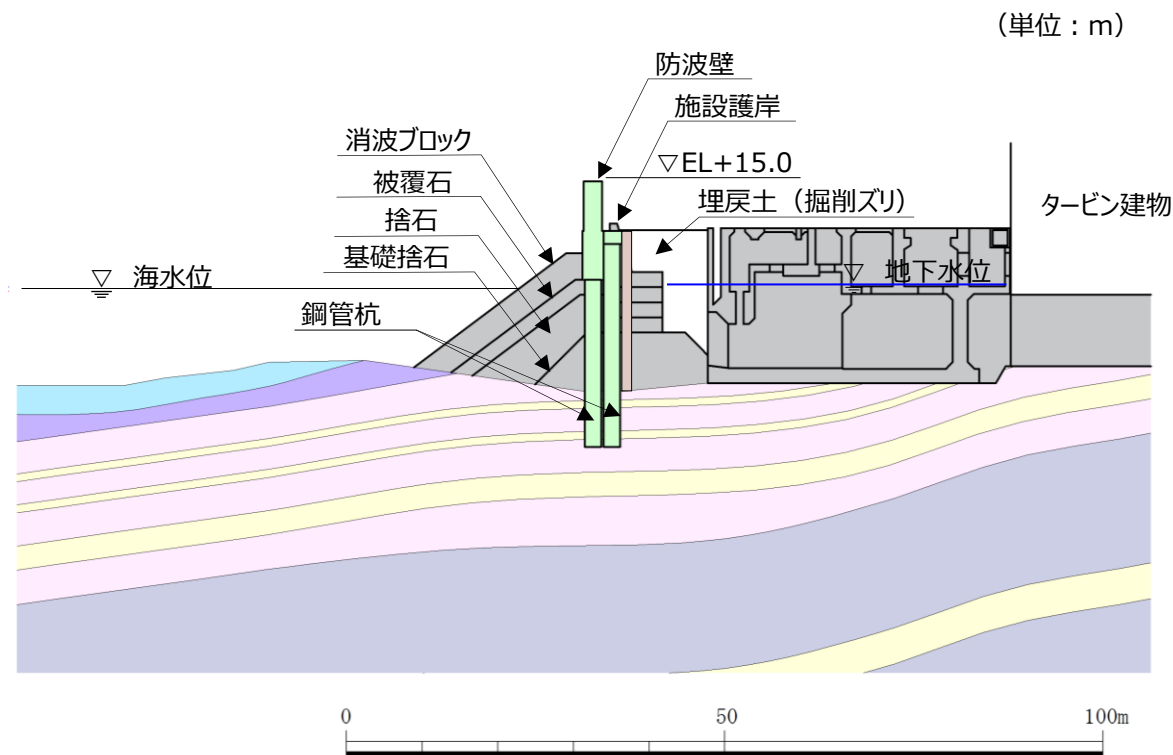 （単位：m）
防波壁
施設護岸
消波ブロック
▽EL+15.0
被覆石
埋戻土（掘削ズリ）
タービン建物
捨石
基礎捨石
▽ 海水位
▽ 地下水位
鋼管杭
0 50 100m